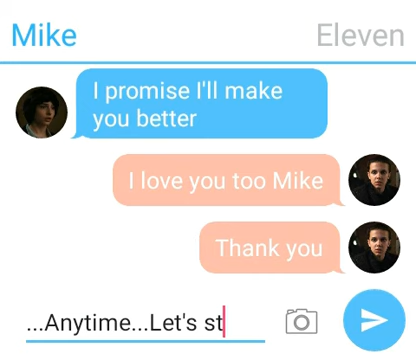 Mike
Eleven
I promise I'll make
you better
I love you too Mike
Thank you
...Anytime...Let's st